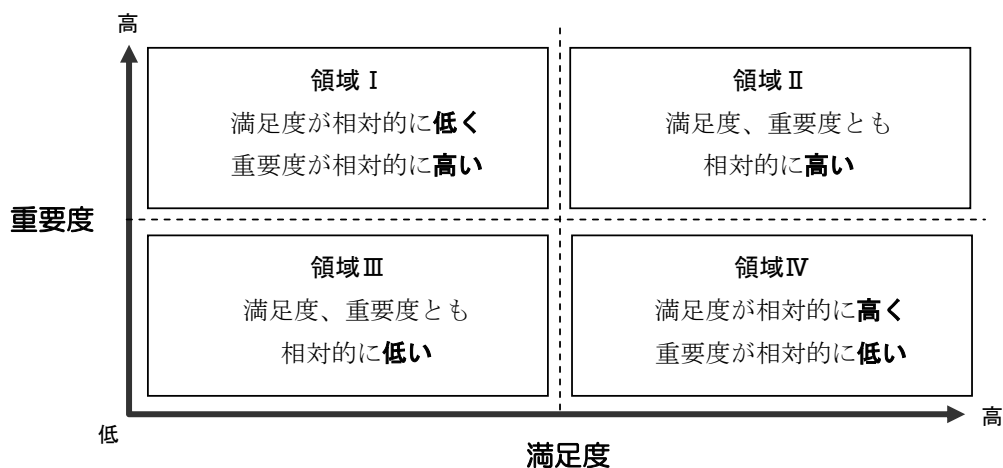 高
領域Ⅰ
満足度が相対的に低く
重要度が相対的に高い
領域Ⅱ
満足度、重要度とも
相対的に高い
重要度
領域Ⅲ
満足度、重要度とも
相対的に低い
領域Ⅳ
満足度が相対的に高く
重要度が相対的に低い
低
高
満足度